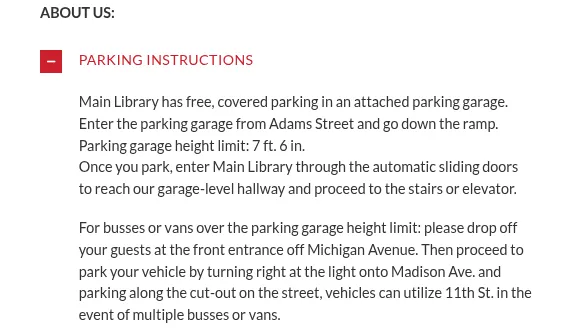 ABOUT US:
PARKING INSTRUCTIONS
Main Library has free, covered parking in an attached parking garage.
Enter the parking garage from Adams Street and go down the ramp.
Parking garage height limit: 7 ft. 6 in.
Once you park, enter Main Library through the automatic sliding doors
to reach our garage-level hallway and proceed to the stairs or elevator.
For busses or vans over the parking garage height limit: please drop off
your guests at the front entrance off Michigan Avenue. Then proceed to
park your vehicle by turning right at the light onto Madison Ave. and
parking along the cut-out on the street, vehicles can utilize 11th St. in the
event of multiple busses or vans.